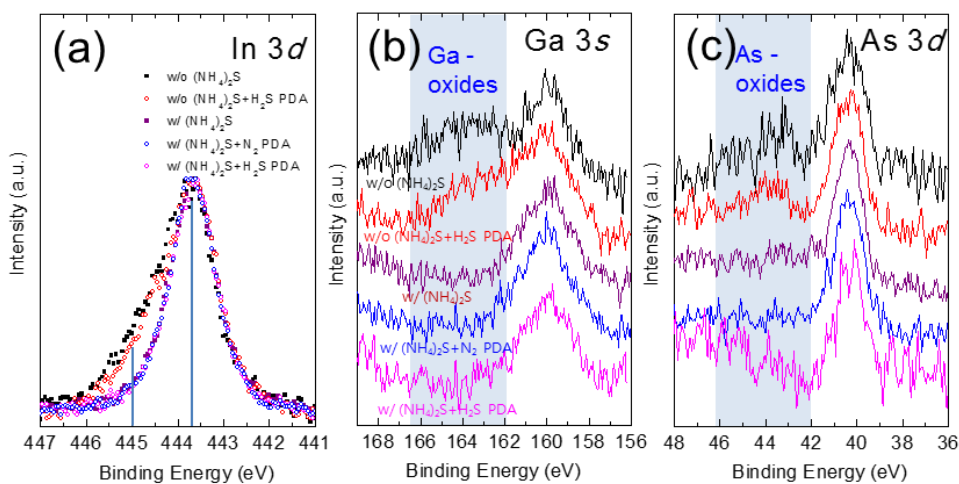 (a) In 3d
w/o (NH₄)₂S
w/o (NH₄)₂S+H₂S PDA
w/ (NH₄)₂S
w/ (NH₄)₂S+N₂ PDA
w/ (NH₄)₂S+H₂S PDA
Intensity (a.u.)
447 446 445 444 443 442 441
Binding Energy (eV)
(b) Ga 3s
Ga -
oxides
w/o (NH₄)₂S
w/o (NH₄)₂S+H₂S PDA
w/ (NH₄)₂S
w/ (NH₄)₂S+N₂ PDA
w/ (NH₄)₂S+H₂S PDA
Intensity (a.u.)
168 166 164 162 160 158 156
Binding Energy (eV)
(c) As 3d
As -
oxides
Intensity (a.u.)
48 46 44 42 40 38 36
Binding Energy (eV)